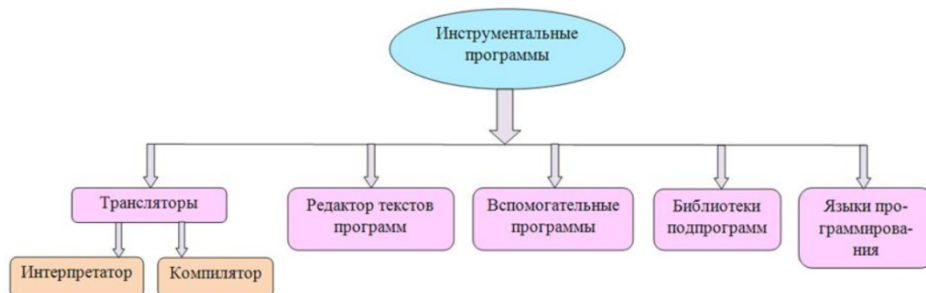 Инструментальные
программы
Трансляторы
Редактор текстов
программ
Вспомогательные
программы
Библиотеки
подпрограмм
Языки про-
граммирова-
ния
Интерпретатор
Компилятор